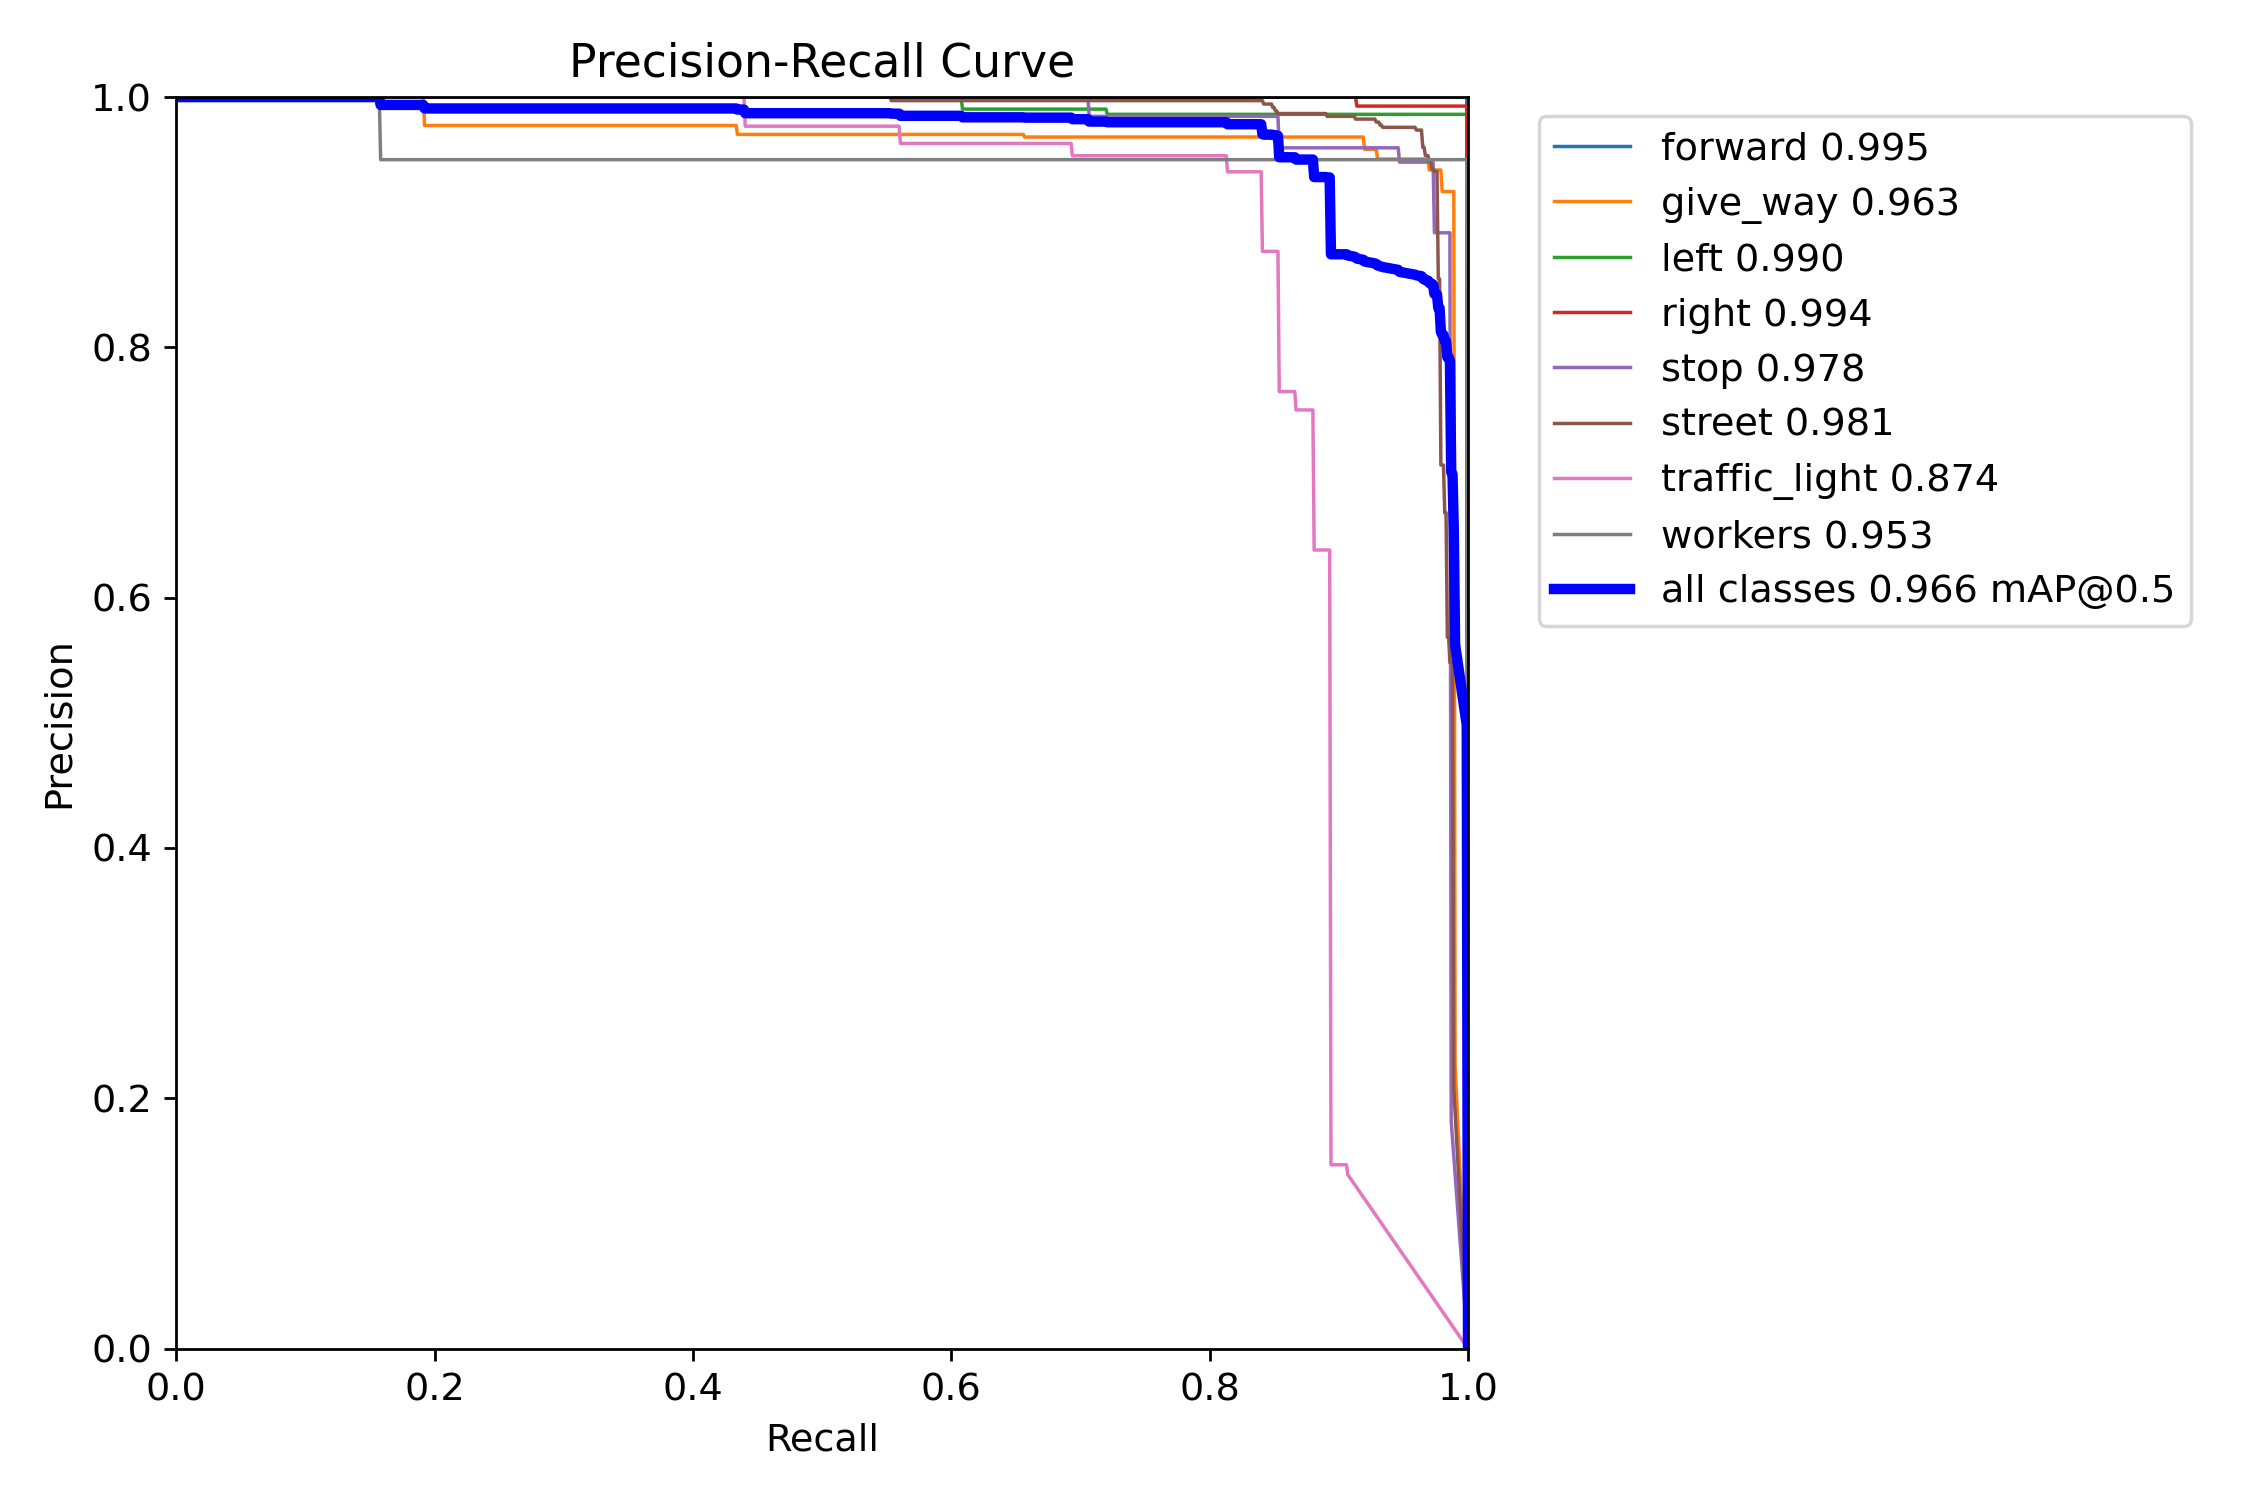 Precision-Recall Curve
1.0
0.8
0.6
0.4
0.2
0.0
Precision
0.0 0.2 0.4 0.6 0.8 1.0
Recall
forward 0.995
give_way 0.963
left 0.990
right 0.994
stop 0.978
street 0.981
traffic_light 0.874
workers 0.953
all classes 0.966 mAP@0.5